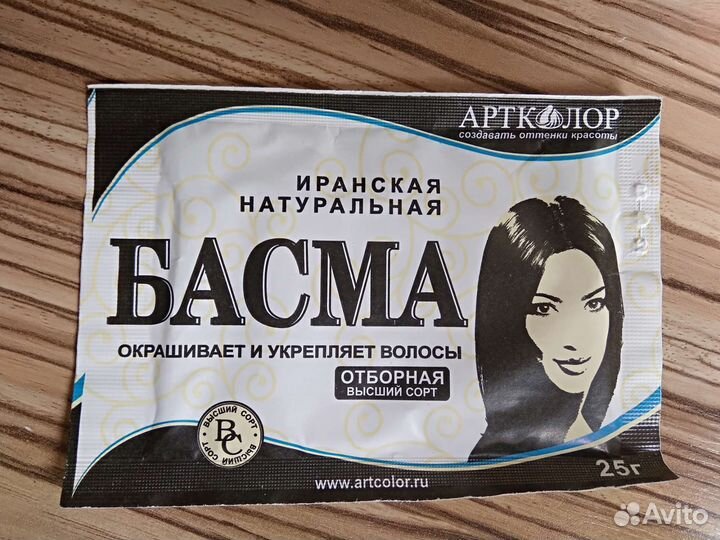 АРТКОЛОР
создавать оттенки красоты
ИРАНСКАЯ
НАТУРАЛЬНАЯ
БАСМА
ОКРАШИВАЕТ И УКРЕПЛЯЕТ ВОЛОСЫ
ОТБОРНАЯ
ВЫСШИЙ СОРТ
ВЫСШИЙ СОРТ
ВС
ВЫСШИЙ СОРТ
www.artcolor.ru
25г
Avito